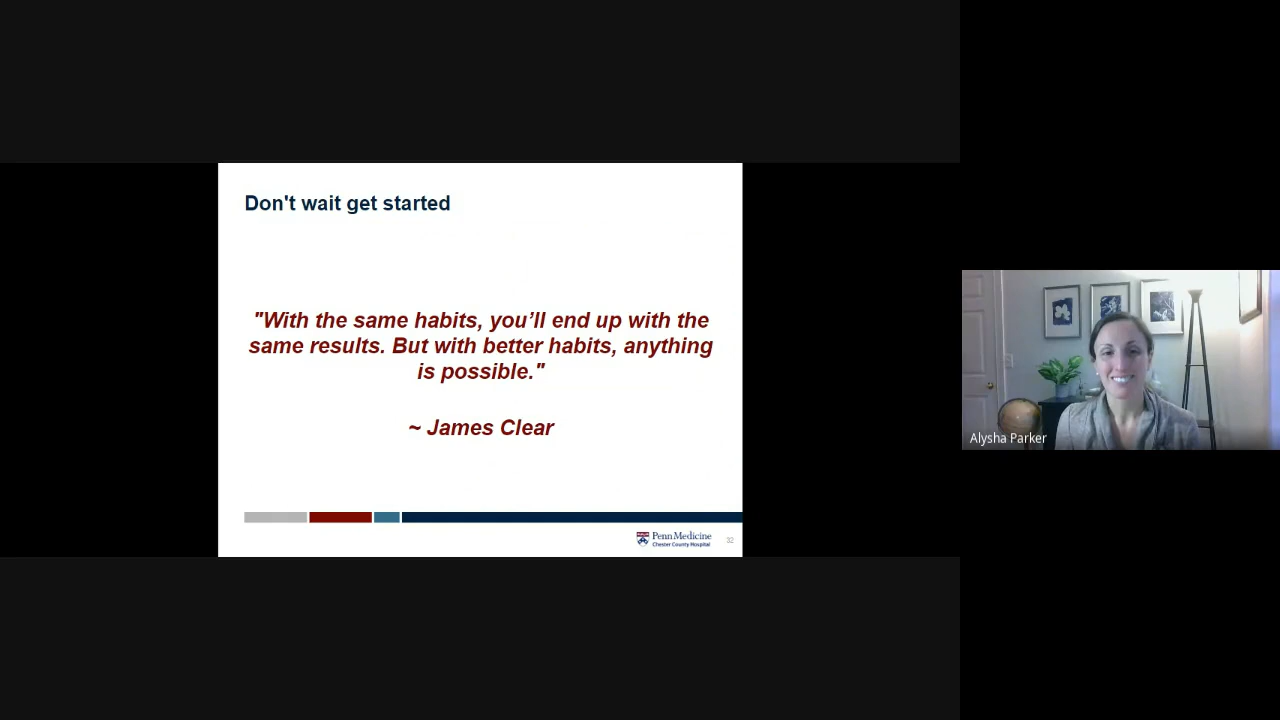 Don't wait get started
"With the same habits, you’ll end up with the
same results. But with better habits, anything
is possible."
~ James Clear
Penn Medicine
Chester County Hospital
32
Alysha Parker